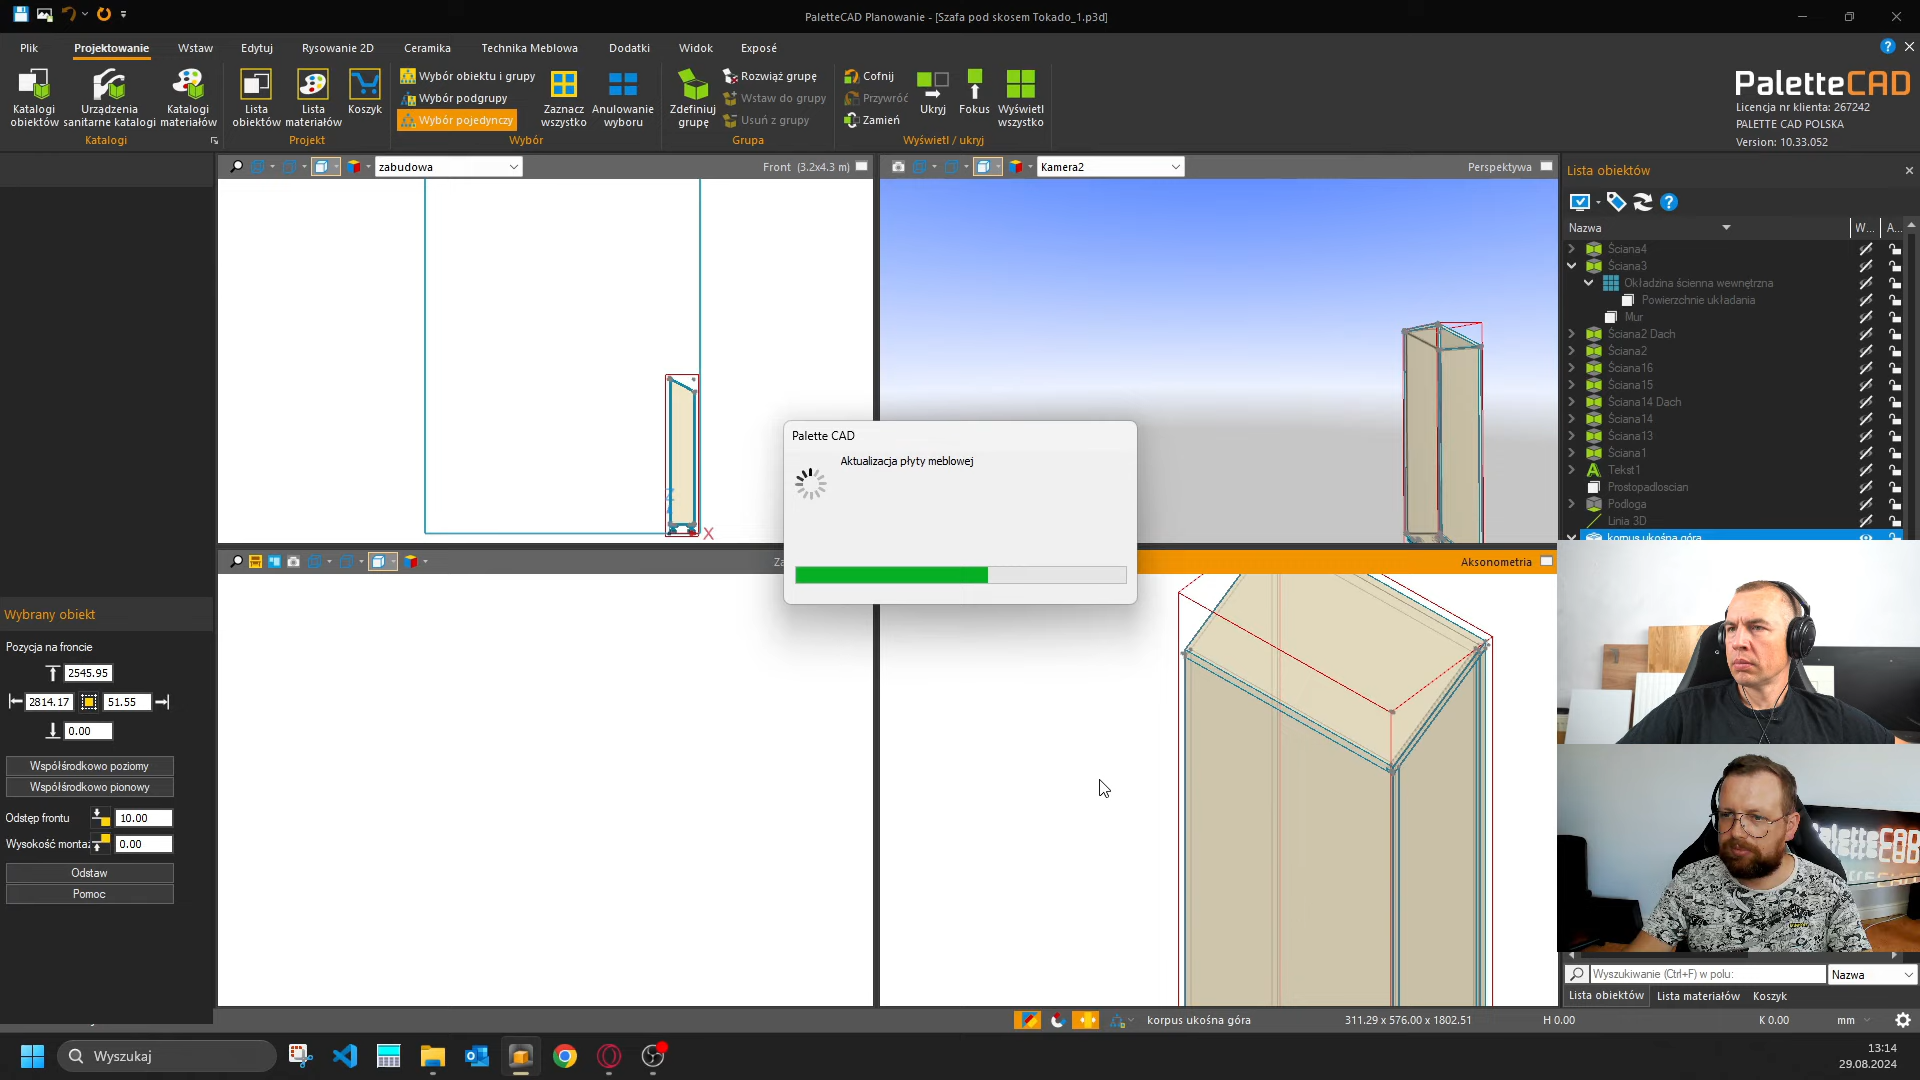 PaletteCAD Planowanie - [Szafa pod skosem Tokado_1.p3d]
Plik Projektowanie Wstaw Edytuj Rysowanie 2D Ceramika Technika Meblowa Dodatki Widok Exposé
Katalogi obiektów
Urządzenia sanitarne katalogi
Katalogi materiałów
Katalogi
Lista obiektów
Lista materiałów
Koszyk
Projekt
Wybór obiektu i grupy
Wybór podgrupy
Wybór pojedynczy
Zaznacz wszystko
Anulowanie wyboru
Wybór
Zdefiniuj grupę
Rozwiąż grupę
Wstaw do grupy
Usuń z grupy
Grupa
Cofnij
Przywróć
Zamień
Ukryj
Fokus
Wyświetl wszystko
Wyświetl / ukryj
PaletteCAD
Licencja nr klienta: 267242
PALETTE CAD POLSKA
Version: 10.33.052
zabudowa
Front (3.2x4.3 m)
Kamera2
Perspektywa
Z
X
Palette CAD
Aktualizacja płyty meblowej
Aksonometria
Lista obiektów
Nazwa W... A...
Ściana4
Ściana3
Okładzina ścienna wewnętrzna
Powierzchnie układania
Mur
Ściana2 Dach
Ściana2
Ściana16
Ściana15
Ściana14 Dach
Ściana14
Ściana13
Ściana1
Tekst1
Prostopadloscian
Podłoga
Linia 3D
korpus ukośna góra
Wybrany obiekt
Pozycja na froncie
2545.95
2814.17 51.55
0.00
Współśrodkowo poziomy
Współśrodkowo pionowy
Odstęp frontu 10.00
Wysokość montaż 0.00
Odstaw
Pomoc
PaletteCAD
Wyszukiwanie (Ctrl+F) w polu: Nazwa
Lista obiektów Lista materiałów Koszyk
korpus ukośna góra 311.29 x 576.00 x 1802.51 H 0.00 K 0.00 mm
Wyszukaj
13:14
29.08.2024